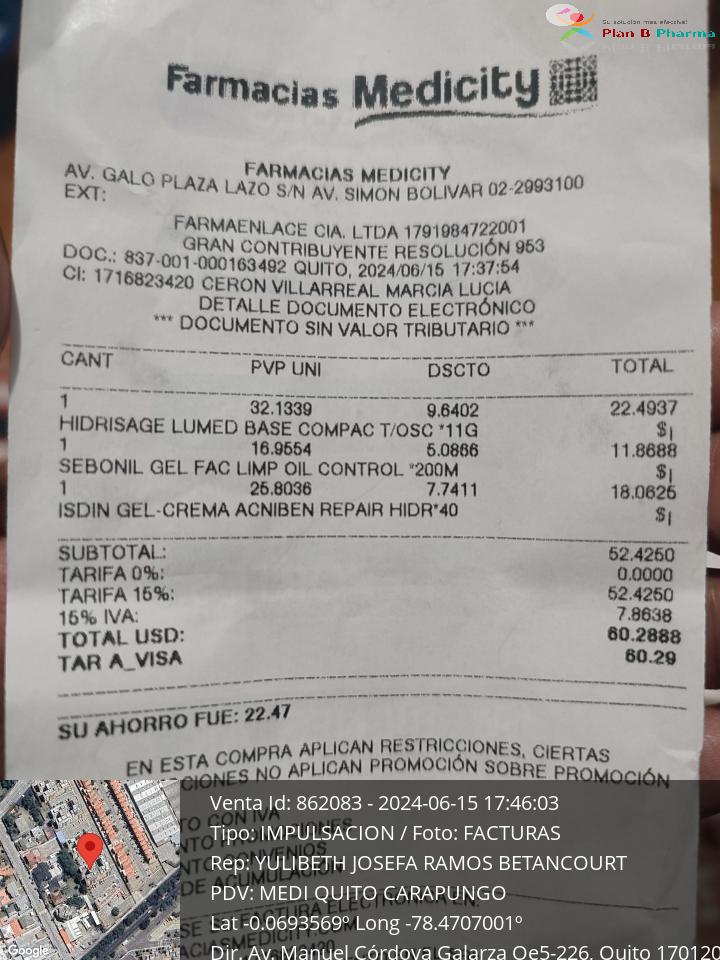 Su solucion mas efectiva!
Plan B Pharma
Farmacias Medicity
FARMACIAS MEDICITY
AV. GALO PLAZA LAZO S/N AV. SIMON BOLIVAR 02-2993100
EXT:
FARMAENLACE CIA. LTDA 1791984722001
GRAN CONTRIBUYENTE RESOLUCIÓN 953
DOC.: 837-001-000163492 QUITO, 2024/06/15 17:37:54
CI: 1716823420 CERON VILLARREAL MARCIA LUCIA
DETALLE DOCUMENTO ELECTRÓNICO
*** DOCUMENTO SIN VALOR TRIBUTARIO ***
CANT PVP UNI DSCTO TOTAL
1 32.1339 9.6402 22.4937
HIDRISAGE LUMED BASE COMPAC T/OSC *11G $|
1 16.9554 5.0866 11.8688
SEBONIL GEL FAC LIMP OIL CONTROL *200M $|
1 25.8036 7.7411 18.0625
ISDIN GEL-CREMA ACNIBEN REPAIR HIDR*40 $|
SUBTOTAL: 52.4250
TARIFA 0%: 0.0000
TARIFA 15%: 52.4250
15% IVA: 7.8638
TOTAL USD: 60.2888
TAR A_VISA 60.29
SU AHORRO FUE: 22.47
EN ESTA COMPRA APLICAN RESTRICCIONES, CIERTAS
CIONES NO APLICAN PROMOCIÓN SOBRE PROMOCIÓN
Venta Id: 862083 - 2024-06-15 17:46:03
Tipo: IMPULSACION / Foto: FACTURAS
Rep: YULIBETH JOSEFA RAMOS BETANCOURT
PDV: MEDI QUITO CARAPUNGO
Lat -0.0693569º Long -78.4707001º
Dir. Av. Manuel Córdova Galarza Oe5-226, Quito 170120
Google